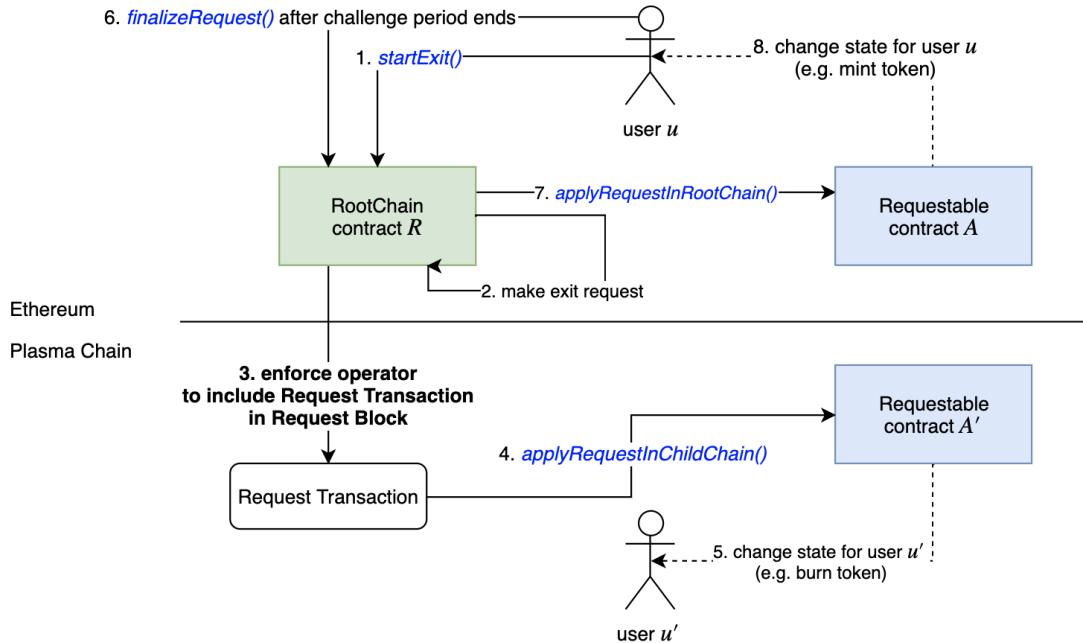 6. finalizeRequest() after challenge period ends
1. startExit()
8. change state for user u
(e.g. mint token)
user u
RootChain
contract R
7. applyRequestInRootChain()
Requestable
contract A
2. make exit request
Ethereum
Plasma Chain
3. enforce operator
to include Request Transaction
in Request Block
Requestable
contract A′
4. applyRequestInChildChain()
Request Transaction
5. change state for user u′
(e.g. burn token)
user u′